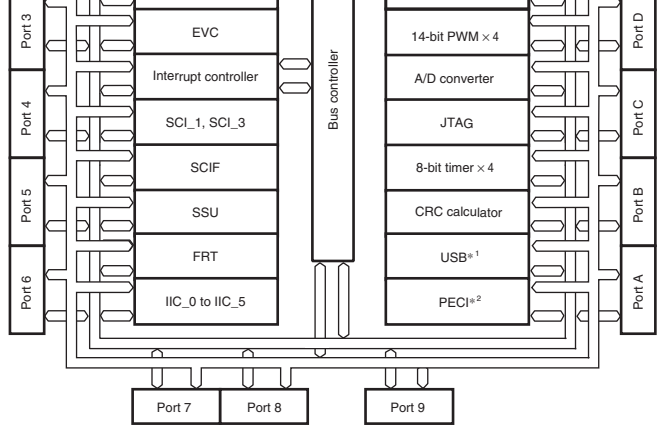 Port 3
Port 4
Port 5
Port 6
EVC
Interrupt controller
SCI_1, SCI_3
SCIF
SSU
FRT
IIC_0 to IIC_5
Bus controller
14-bit PWM × 4
A/D converter
JTAG
8-bit timer × 4
CRC calculator
USB*1
PECI*2
Port D
Port C
Port B
Port A
Port 7
Port 8
Port 9